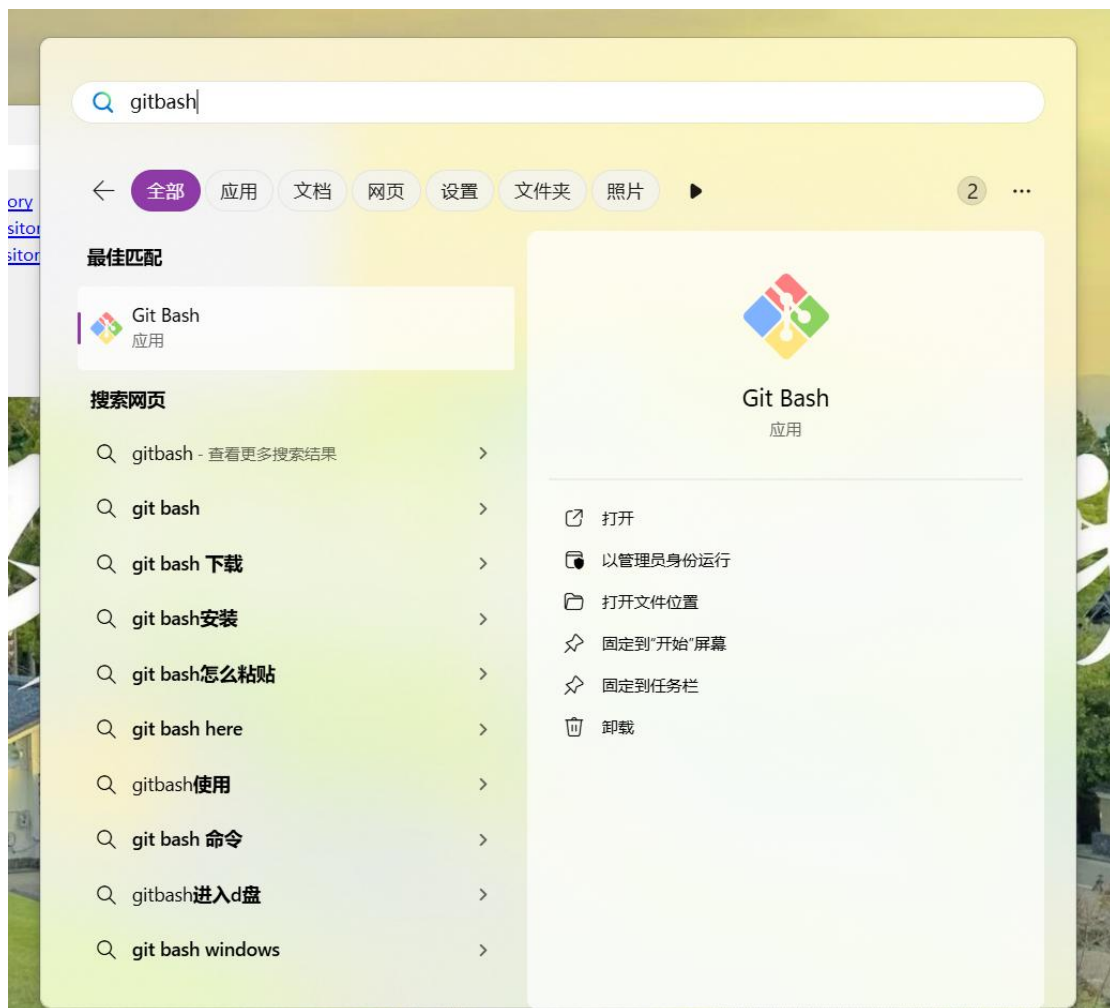 gitbash
全部 应用 文档 网页 设置 文件夹 照片 2 ...
ory
sitor
sitor
最佳匹配
Git Bash
应用
搜索网页
gitbash - 查看更多搜索结果
git bash
git bash 下载
git bash安装
git bash怎么粘贴
git bash here
gitbash使用
git bash 命令
gitbash进入d盘
git bash windows
Git Bash
应用
打开
以管理员身份运行
打开文件位置
固定到"开始"屏幕
固定到任务栏
卸载